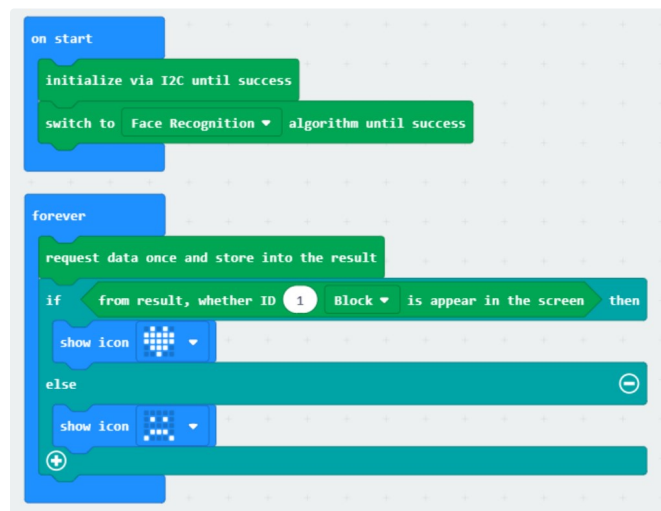 on start
initialize via I2C until success
switch to Face Recognition algorithm until success
forever
request data once and store into the result
if from result, whether ID 1 Block is appear in the screen then
show icon
else
show icon